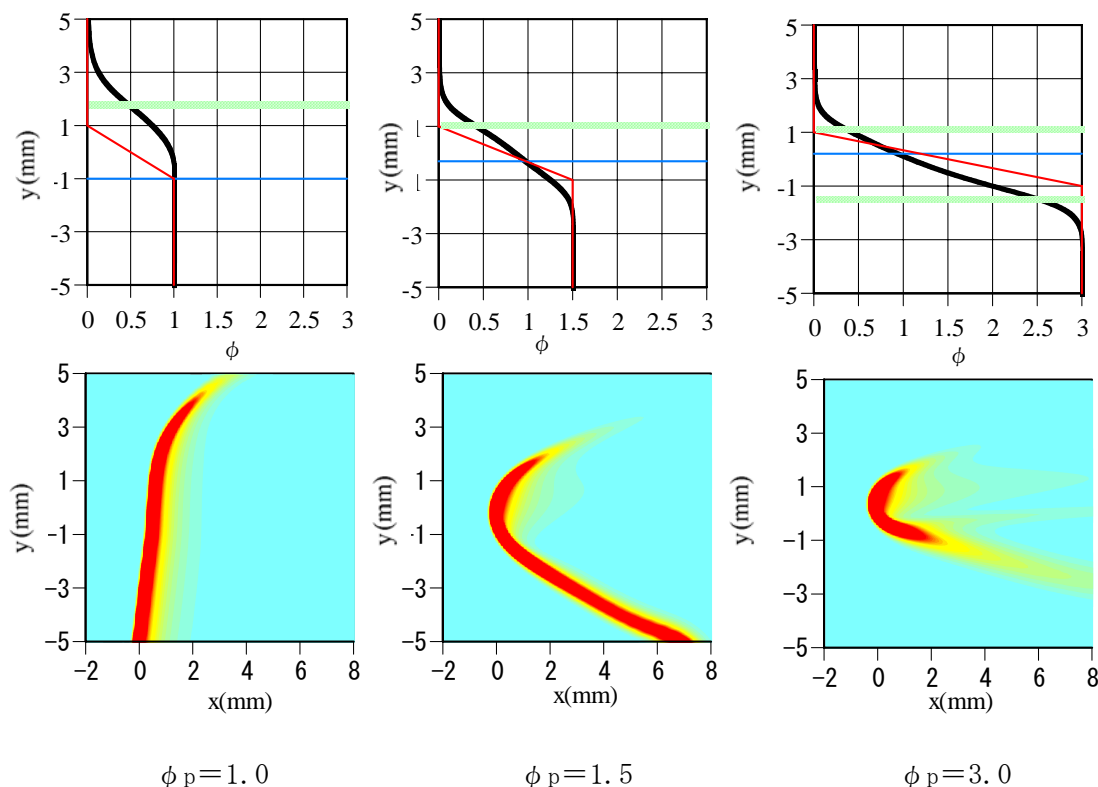 5 5 5
3 3 3
1 1 1
-1 1 -1
-3 -3 -3
-5 -5 -5
y(mm) y(mm) y(mm)
0 0.5 1 1.5 2 2.5 3 0 0.5 1 1.5 2 2.5 3 0 0.5 1 1.5 2 2.5 3
ϕ ϕ ϕ
5 5 5
3 3 3
1 1 1
-1 -1 -1
-3 -3 -3
-5 -5 -5
y(mm) y(mm) y(mm)
-2 0 2 4 6 8 -2 0 2 4 6 8 -2 0 2 4 6 8
x(mm) x(mm) x(mm)
ϕp=1.0 ϕp=1.5 ϕp=3.0